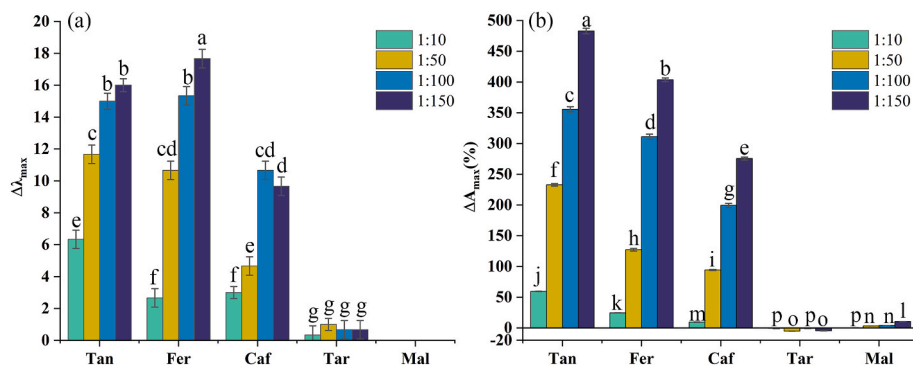 (a)
20
18
16
14
12
10
8
6
4
2
0
Δλmax
1:10
1:50
1:100
1:150
e c b b
f cd b a
f e cd d
g g g g
Tan Fer Caf Tar Mal
(b)
500
450
400
350
300
250
200
150
100
50
0
-20
ΔAmax(%)
1:10
1:50
1:100
1:150
j f c a
k h d b
m i g e
p o p o
p n n l
Tan Fer Caf Tar Mal